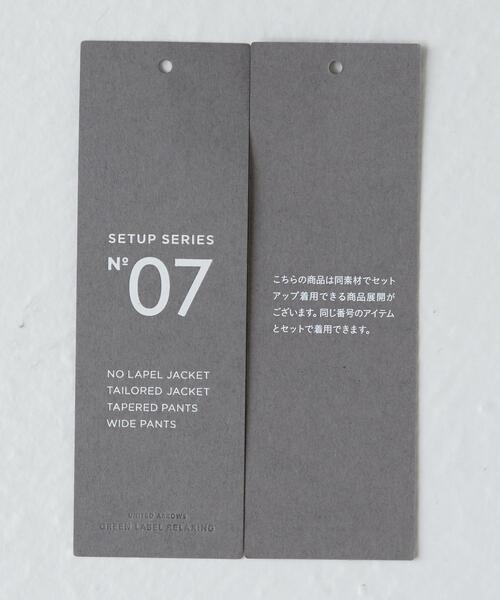 SETUP SERIES
Nº 07
NO LAPEL JACKET
TAILORED JACKET
TAPERED PANTS
WIDE PANTS
UNITED ARROWS
GREEN LABEL RELAXING
こちらの商品は同素材でセット
アップ着用できる商品展開が
ございます。同じ番号のアイテム
とセットで着用できます。